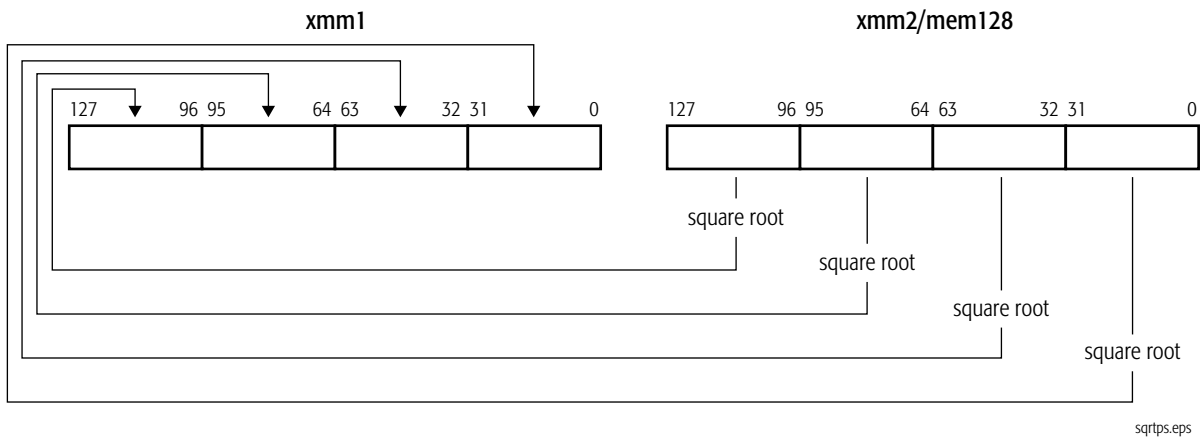 xmm1 xmm2/mem128
127 96 95 64 63 32 31 0 127 96 95 64 63 32 31 0
square root
square root
square root
square root
sqrtps.eps